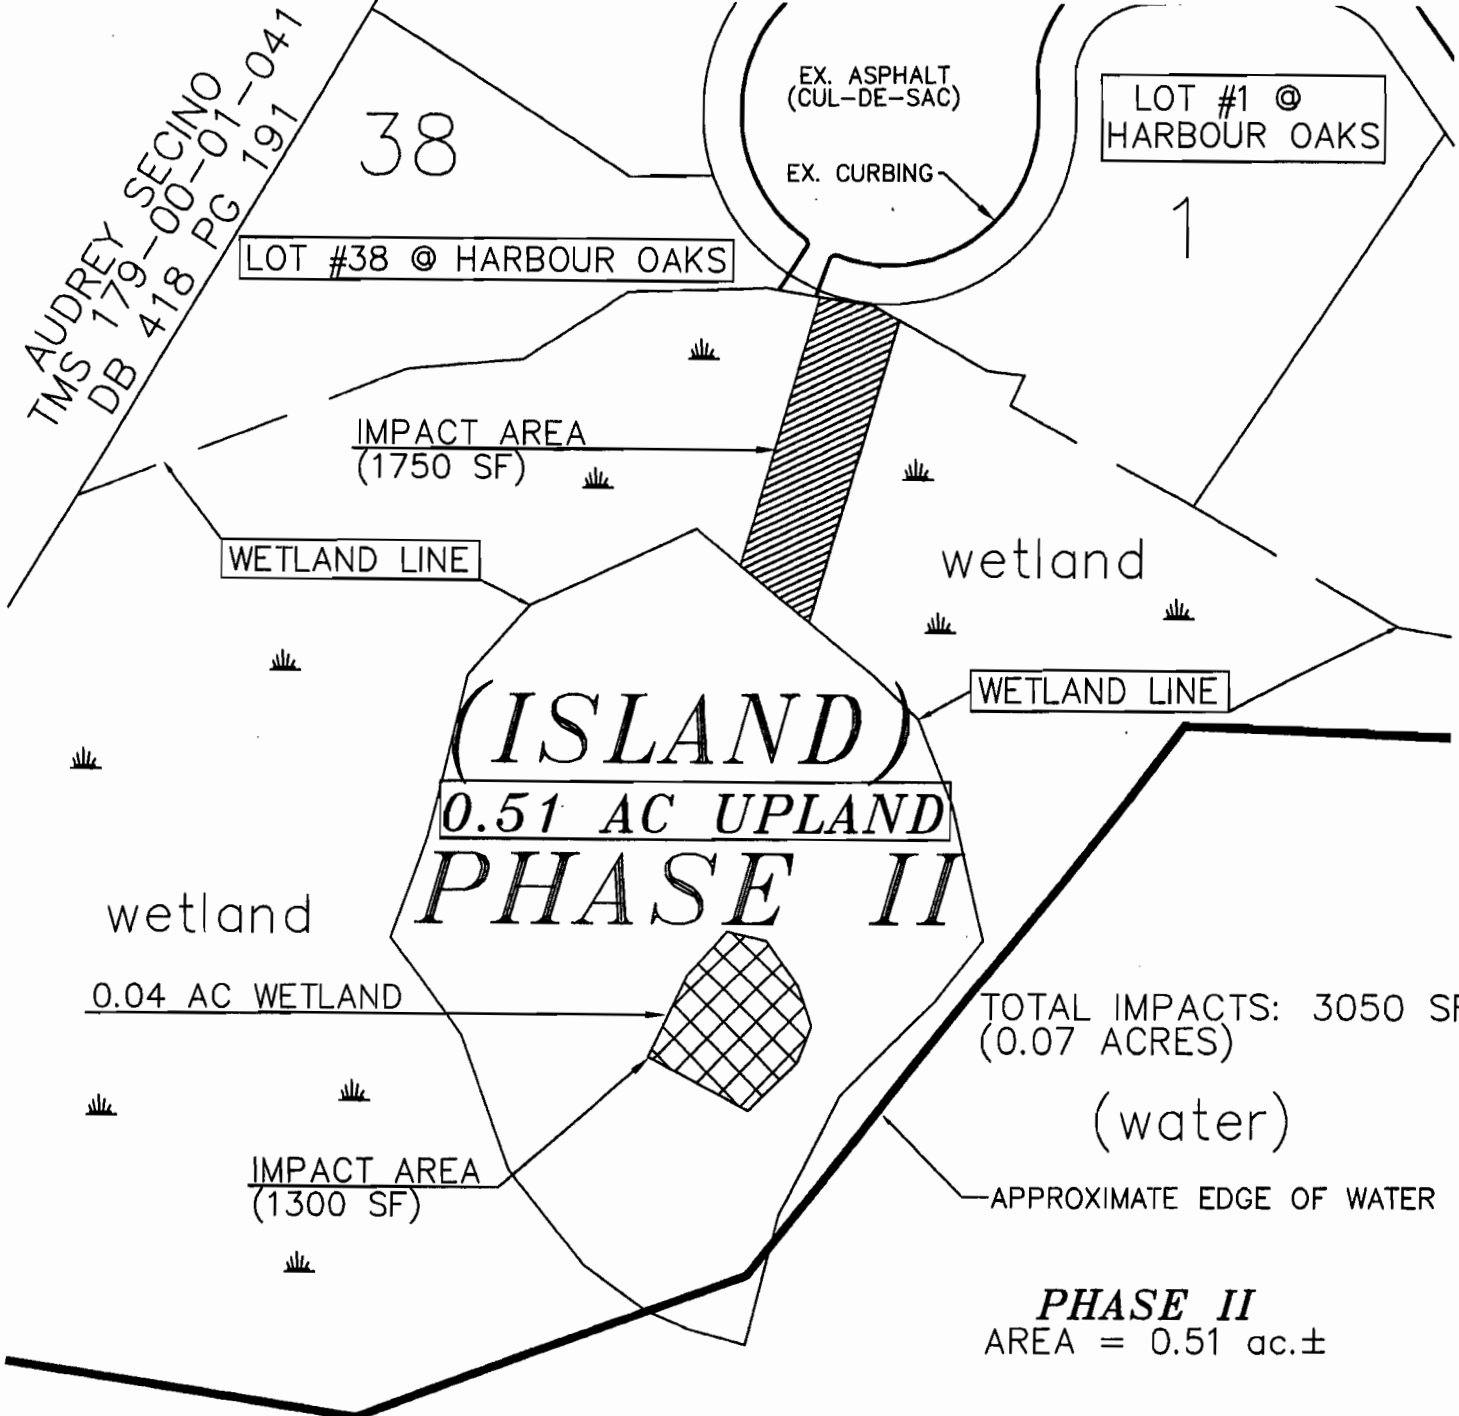 AUDREY SECINO
TMS 179-00-01-041
DB 418 PG 191
38
LOT #38 @ HARBOUR OAKS
EX. ASPHALT
(CUL-DE-SAC)
EX. CURBING
LOT #1 @
HARBOUR OAKS
1
IMPACT AREA
(1750 SF)
WETLAND LINE
wetland
WETLAND LINE
(ISLAND)
0.51 AC UPLAND
PHASE II
wetland
0.04 AC WETLAND
TOTAL IMPACTS: 3050 SF
(0.07 ACRES)
(water)
IMPACT AREA
(1300 SF)
APPROXIMATE EDGE OF WATER
PHASE II
AREA = 0.51 ac.±